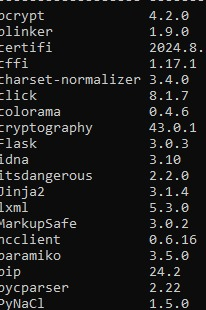 bcrypt 4.2.0
blinker 1.9.0
certifi 2024.8.
cffi 1.17.1
charset-normalizer 3.4.0
click 8.1.7
colorama 0.4.6
cryptography 43.0.1
Flask 3.0.3
idna 3.10
itsdangerous 2.2.0
Jinja2 3.1.4
lxml 5.3.0
MarkupSafe 3.0.2
ncclient 0.6.16
paramiko 3.5.0
pip 24.2
pycparser 2.22
PyNaCl 1.5.0